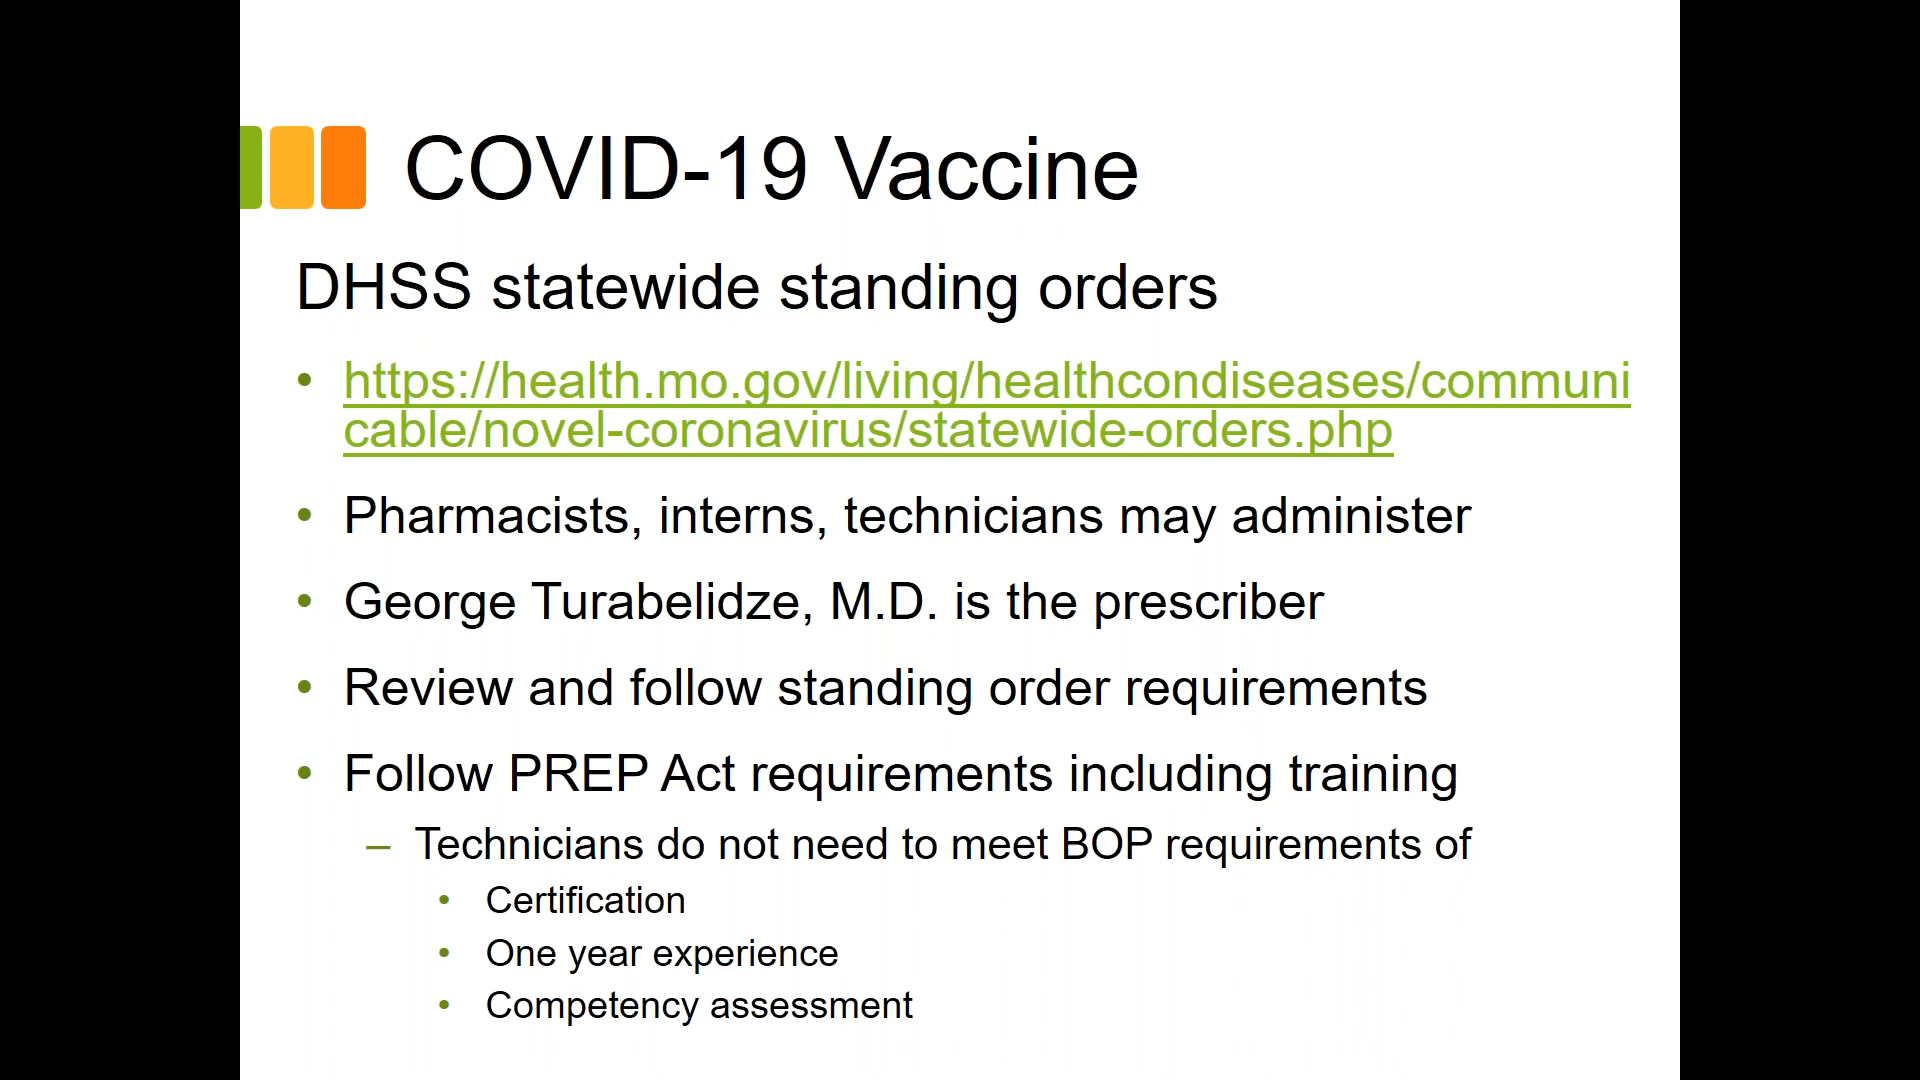 COVID-19 Vaccine
DHSS statewide standing orders
• https://health.mo.gov/living/healthcondiseases/communi
cable/novel-coronavirus/statewide-orders.php
• Pharmacists, interns, technicians may administer
• George Turabelidze, M.D. is the prescriber
• Review and follow standing order requirements
• Follow PREP Act requirements including training
– Technicians do not need to meet BOP requirements of
• Certification
• One year experience
• Competency assessment